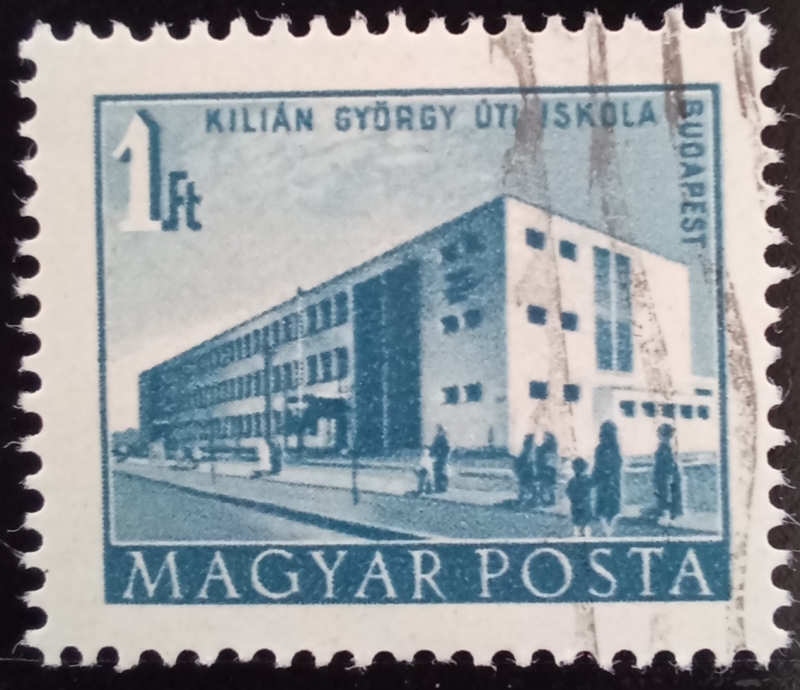 1 Ft
KILIÁN GYÖRGY ÚTI ISKOLA
BUDAPEST
MAGYAR POSTA